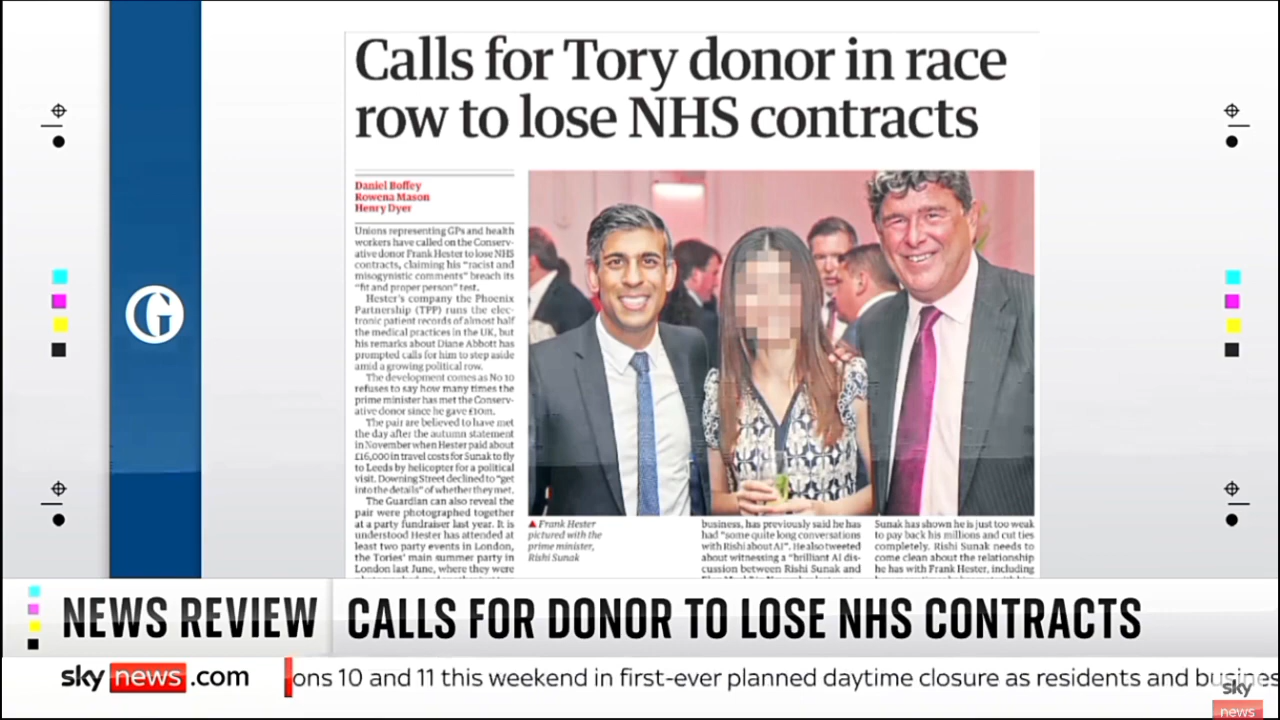 Calls for Tory donor in race
row to lose NHS contracts
Daniel Boffey
Rowena Mason
Henry Dyer
Unions representing GPs and health
workers have called on the Conserv-
ative donor Frank Hester to lose NHS
contracts, claiming his “racist and
misogynistic comments” breach its
“fit and proper person” test.
Hester's company the Phoenix
Partnership (TPP) runs the elec-
tronic patient records of almost half
the medical practices in the UK, but
his remarks about Diane Abbott has
prompted calls for him to step aside
amid a growing political row.
The development comes as No 10
refuses to say how many times the
prime minister has met the Conserv-
ative donor since he gave £10m.
The pair are believed to have met
the day after the autumn statement
in November when Hester paid about
£16,000 in travel costs for Sunak to fly
to Leeds by helicopter for a political
visit. Downing Street declined to “get
into the details” of whether they met.
The Guardian can also reveal the
pair were photographed together
at a party fundraiser last year. It is
understood Hester has attended at
least two party events in London,
the Tories' main summer party in
London last June, where they were
▲ Frank Hester
pictured with the
prime minister,
Rishi Sunak
business, has previously said he has
had “some quite long conversations
with Rishi about AI”. He also tweeted
about witnessing a “brilliant AI dis-
cussion between Rishi Sunak and
Sunak has shown he is just too weak
to pay back his millions and cut ties
completely. Rishi Sunak needs to
come clean about the relationship
he has with Frank Hester, including
G
NEWS REVIEW
CALLS FOR DONOR TO LOSE NHS CONTRACTS
sky news .com
ons 10 and 11 this weekend in first-ever planned daytime closure as residents and busines
sky
news